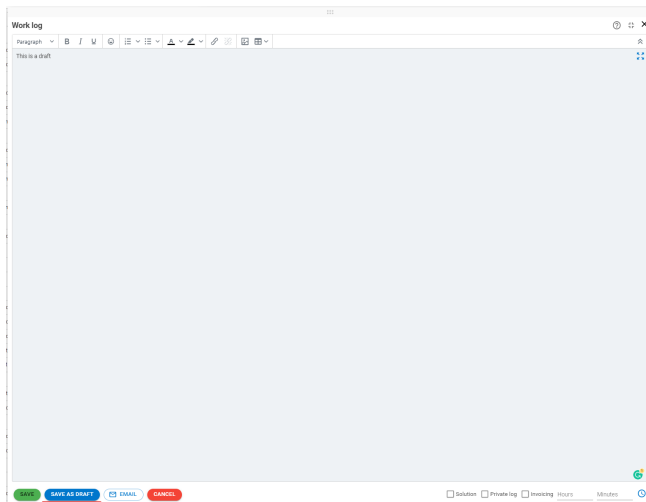 Work log
Paragraph B I U A
This is a draft
SAVE SAVE AS DRAFT EMAIL CANCEL Solution Private log Invoicing Hours Minutes